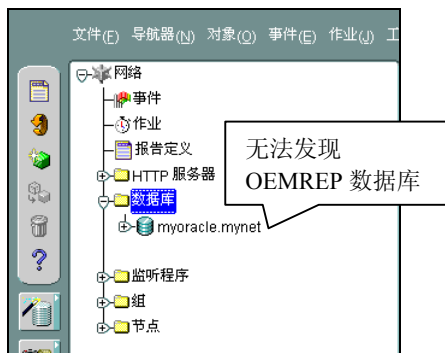 文件(F) 导航器(N) 对象(O) 事件(E) 作业(J) 工
网络
事件
作业
报告定义
HTTP 服务器
数据库
myoracle.mynet
监听程序
组
节点
无法发现
OEMREP 数据库